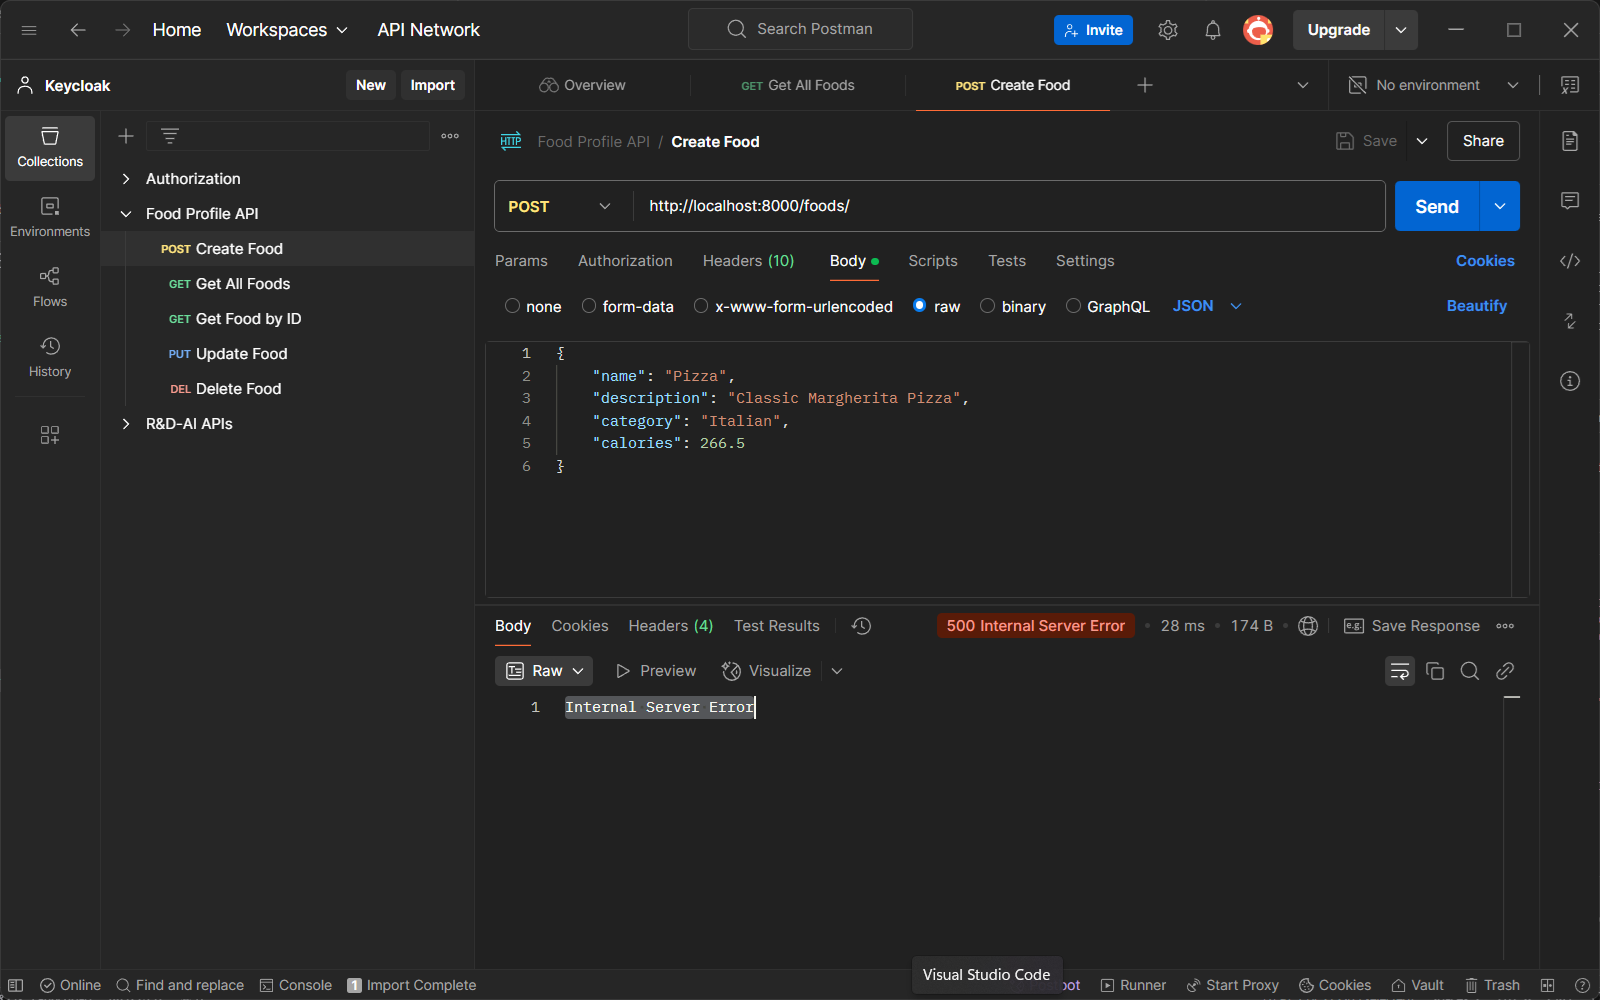 Home Workspaces API Network Search Postman Invite Upgrade
Keycloak New Import Overview GET Get All Foods POST Create Food No environment
Collections
Environments
Flows
History
Authorization
Food Profile API
POST Create Food
GET Get All Foods
GET Get Food by ID
PUT Update Food
DEL Delete Food
R&D-AI APIs
HTTP Food Profile API / Create Food Save Share
POST http://localhost:8000/foods/ Send
Params Authorization Headers (10) Body Scripts Tests Settings Cookies
none form-data x-www-form-urlencoded raw binary GraphQL JSON Beautify
1 {
2 "name": "Pizza",
3 "description": "Classic Margherita Pizza",
4 "category": "Italian",
5 "calories": 266.5
6 }
Body Cookies Headers (4) Test Results 500 Internal Server Error 28 ms 174 B e.g. Save Response
Raw Preview Visualize
1 Internal Server Error
Visual Studio Code
Online Find and replace Console 1 Import Complete Runner Start Proxy Cookies Vault Trash